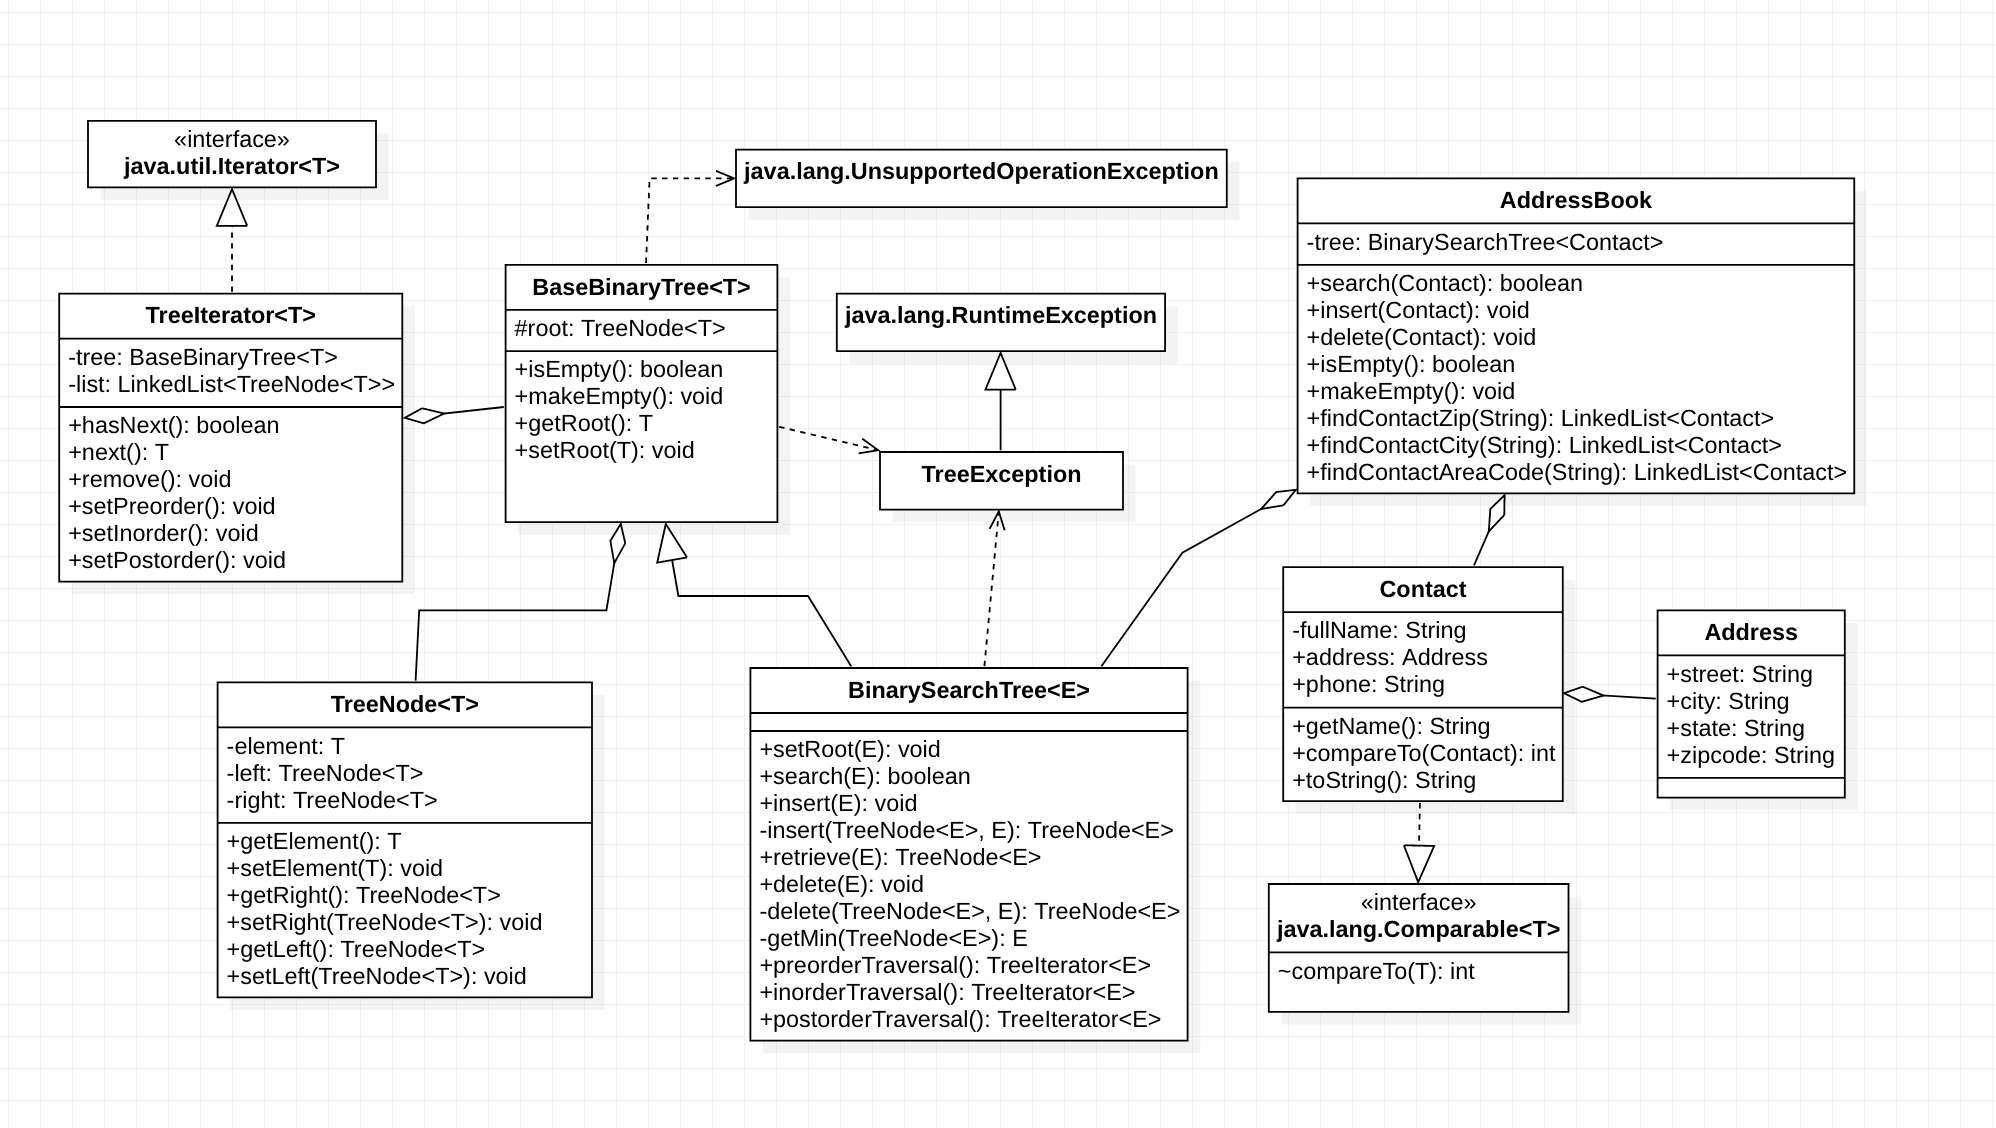 «interface»
java.util.Iterator<T>
TreeIterator<T>
-tree: BaseBinaryTree<T>
-list: LinkedList<TreeNode<T>>
+hasNext(): boolean
+next(): T
+remove(): void
+setPreorder(): void
+setInorder(): void
+setPostorder(): void
java.lang.UnsupportedOperationException
BaseBinaryTree<T>
#root: TreeNode<T>
+isEmpty(): boolean
+makeEmpty(): void
+getRoot(): T
+setRoot(T): void
java.lang.RuntimeException
TreeException
AddressBook
-tree: BinarySearchTree<Contact>
+search(Contact): boolean
+insert(Contact): void
+delete(Contact): void
+isEmpty(): boolean
+makeEmpty(): void
+findContactZip(String): LinkedList<Contact>
+findContactCity(String): LinkedList<Contact>
+findContactAreaCode(String): LinkedList<Contact>
TreeNode<T>
-element: T
-left: TreeNode<T>
-right: TreeNode<T>
+getElement(): T
+setElement(T): void
+getRight(): TreeNode<T>
+setRight(TreeNode<T>): void
+getLeft(): TreeNode<T>
+setLeft(TreeNode<T>): void
BinarySearchTree<E>
+setRoot(E): void
+search(E): boolean
+insert(E): void
-insert(TreeNode<E>, E): TreeNode<E>
+retrieve(E): TreeNode<E>
+delete(E): void
-delete(TreeNode<E>, E): TreeNode<E>
-getMin(TreeNode<E>): E
+preorderTraversal(): TreeIterator<E>
+inorderTraversal(): TreeIterator<E>
+postorderTraversal(): TreeIterator<E>
Contact
-fullName: String
+address: Address
+phone: String
+getName(): String
+compareTo(Contact): int
+toString(): String
Address
+street: String
+city: String
+state: String
+zipcode: String
«interface»
java.lang.Comparable<T>
~compareTo(T): int